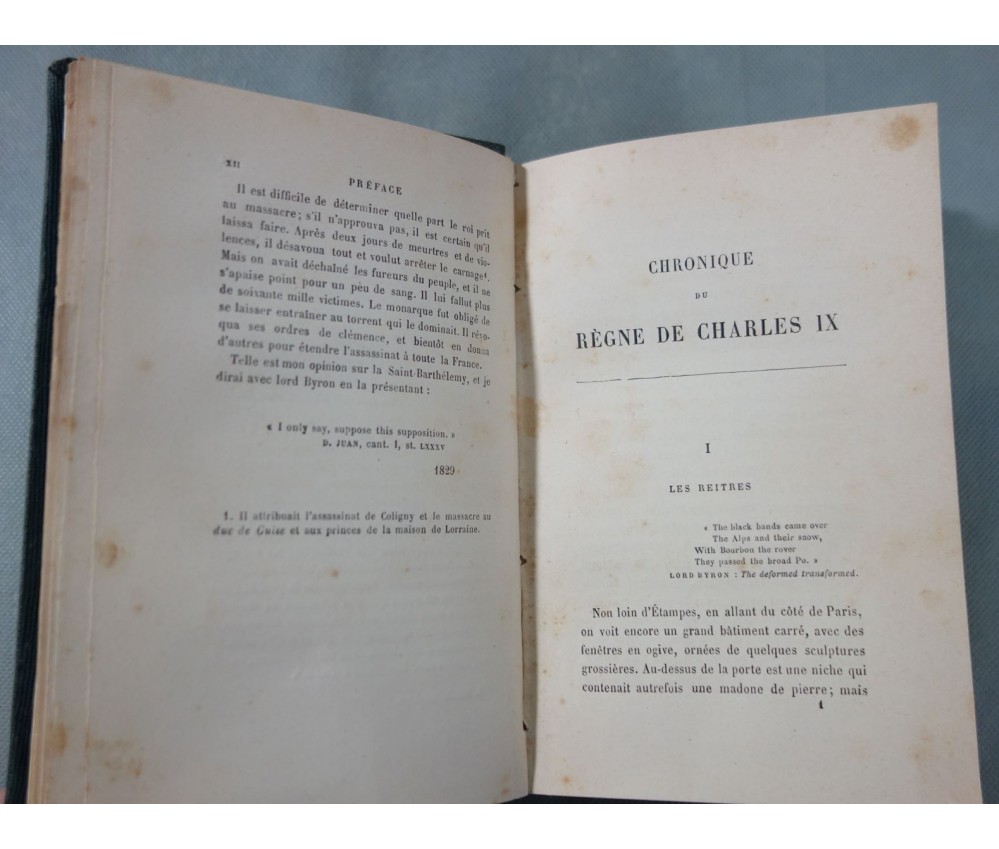 XII
PRÉFACE
Il est difficile de déterminer quelle part le roi prit
au massacre; s'il n'approuva pas, il est certain qu'il
laissa faire. Après deux jours de meurtres et de vio-
lences, il désavoua tout et voulut arrêter le carnage¹.
Mais on avait déchaîné les fureurs du peuple, et il ne
s'apaise point pour un peu de sang. Il lui fallut plus
de soixante mille victimes. Le monarque fut obligé de
se laisser entraîner au torrent qui le dominait. Il révo-
qua ses ordres de clémence, et bientôt en donna
d'autres pour étendre l'assassinat à toute la France.
Telle est mon opinion sur la Saint-Barthélemy, et je
dirai avec lord Byron en la présentant :
« I only say, suppose this supposition. »
D. JUAN, cant. I, st. LXXXV
1829
1. Il attribuait l'assassinat de Coligny et le massacre au
duc de Guise et aux princes de la maison de Lorraine.
CHRONIQUE
DU
RÈGNE DE CHARLES IX
I
LES REITRES
« The black bands came over
The Alps and their snow,
With Bourbon the rover
They passed the broad Po. »
LORD BYRON : The deformed transformed.
Non loin d'Étampes, en allant du côté de Paris,
on voit encore un grand bâtiment carré, avec des
fenêtres en ogive, ornées de quelques sculptures
grossières. Au-dessus de la porte est une niche qui
contenait autrefois une madone de pierre; mais
1